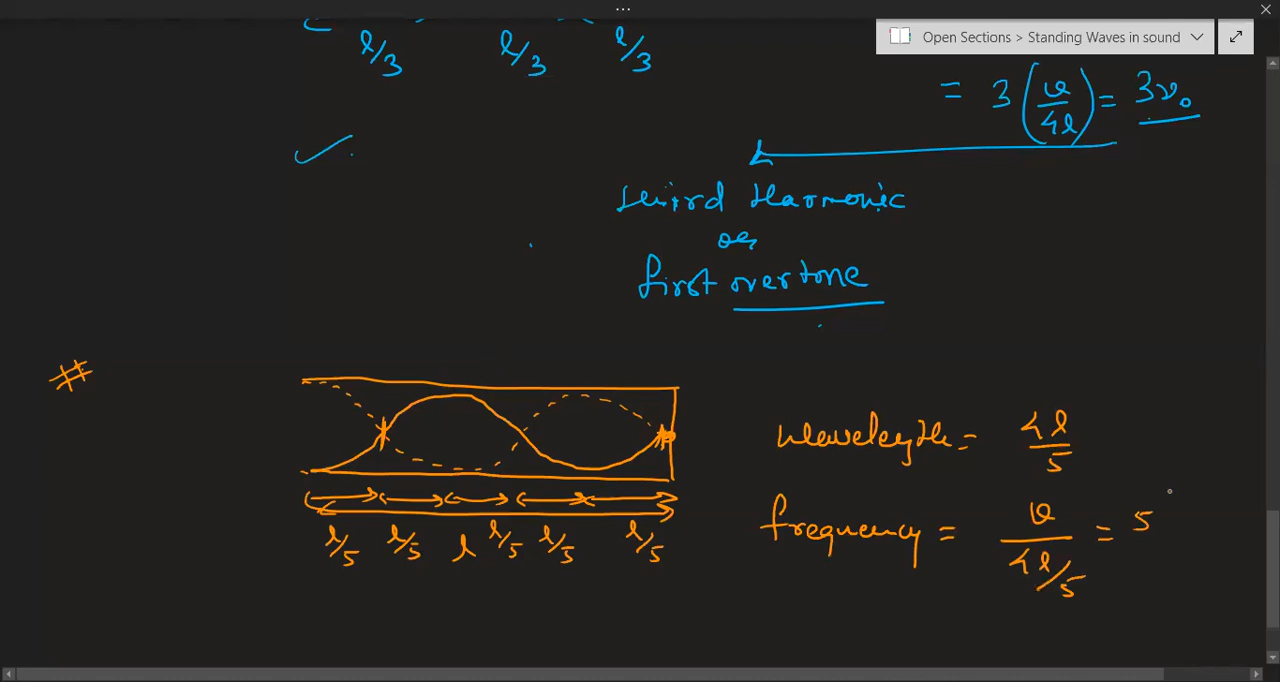 ...
Open Sections > Standing Waves in sound
l/3 l/3 l/3
= 3 (v/4l) = 3ν₀
Third Harmonic
or
first overtone
#
Wavelength = 4l/5
frequency = v/4l/5 = 5
l/5 l/5 l l/5 l/5 l/5